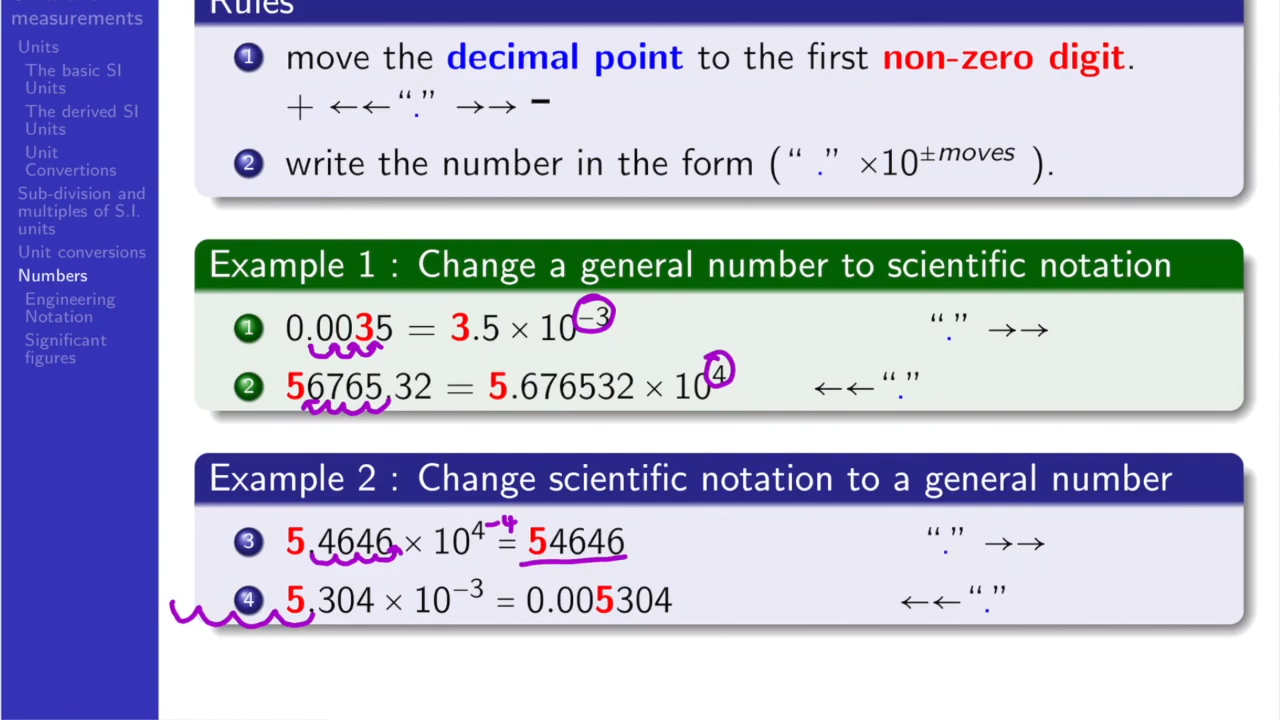 measurements
Units
The basic SI
Units
The derived SI
Units
Unit
Convertions
Sub-division and
multiples of S.I.
units
Unit conversions
Numbers
Engineering
Notation
Significant
figures
Rules
1 move the decimal point to the first non-zero digit.
+ ←← “.” →→ −
2 write the number in the form (“ .” ×10^±moves ).
Example 1 : Change a general number to scientific notation
1 0.0035 = 3.5 × 10^−3 “.” →→
2 56765.32 = 5.676532 × 10^4 ←← “.”
Example 2 : Change scientific notation to a general number
3 5.4646 × 10^4 −4 = 54646 “.” →→
4 5.304 × 10^−3 = 0.005304 ←← “.”